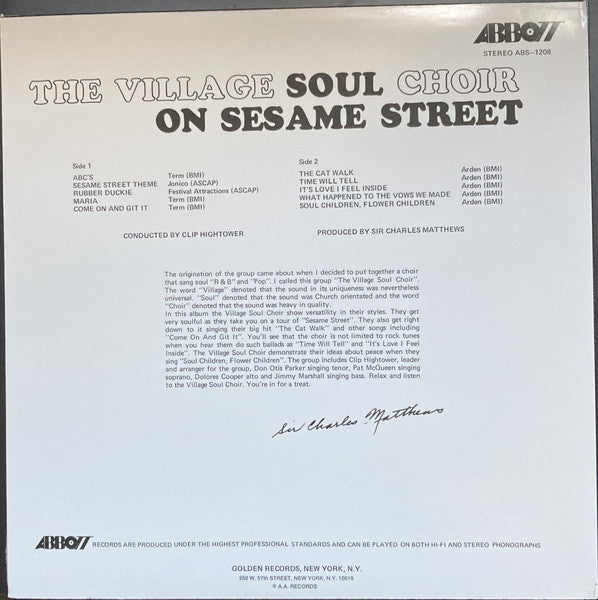 ABBOTT
STEREO ABS-1208
THE VILLAGE SOUL CHOIR
ON SESAME STREET
Side 1
ABC'S Term (BMI)
SESAME STREET THEME Jonico (ASCAP)
RUBBER DUCKIE Festival Attractions (ASCAP)
MARIA Term (BMI)
COME ON AND GIT IT Term (BMI)
Side 2
THE CAT WALK Arden (BMI)
TIME WILL TELL Arden (BMI)
IT'S LOVE I FEEL INSIDE Arden (BMI)
WHAT HAPPENED TO THE VOWS WE MADE Arden (BMI)
SOUL CHILDREN, FLOWER CHILDREN Arden (BMI)
CONDUCTED BY CLIP HIGHTOWER
PRODUCED BY SIR CHARLES MATTHEWS
The origination of the group came about when I decided to put together a choir
that sang soul "R & B" and "Pop". I called this group "The Village Soul Choir".
The word "Village" denoted that the sound in its uniqueness was nevertheless
universal. "Soul" denoted that the sound was Church orientated and the word
"Choir" denoted that the sound was heavy in quality.
In this album the Village Soul Choir show versatility in their styles. They get
very soulful as they take you on a tour of "Sesame Street". They also get right
down to it singing their big hit "The Cat Walk" and other songs including
"Come On And Git It". You'll see that the choir is not limited to rock tunes
when you hear them do such ballads as "Time Will Tell" and "It's Love I Feel
Inside". The Village Soul Choir demonstrate their ideas about peace when they
sing "Soul Children, Flower Children". The group includes Clip Hightower, leader
and arranger for the group, Don Otis Parker singing tenor, Pat McQueen singing
soprano, Dolores Cooper alto and Jimmy Marshall singing bass. Relax and listen
to the Village Soul Choir. You're in for a treat.
Sir Charles Matthews
ABBOTT RECORDS ARE PRODUCED UNDER THE HIGHEST PROFESSIONAL STANDARDS AND CAN BE PLAYED ON BOTH HI-FI AND STEREO PHONOGRAPHS
GOLDEN RECORDS, NEW YORK, N.Y.
250 W. 57th STREET, NEW YORK, N.Y. 10019
© A.A. RECORDS